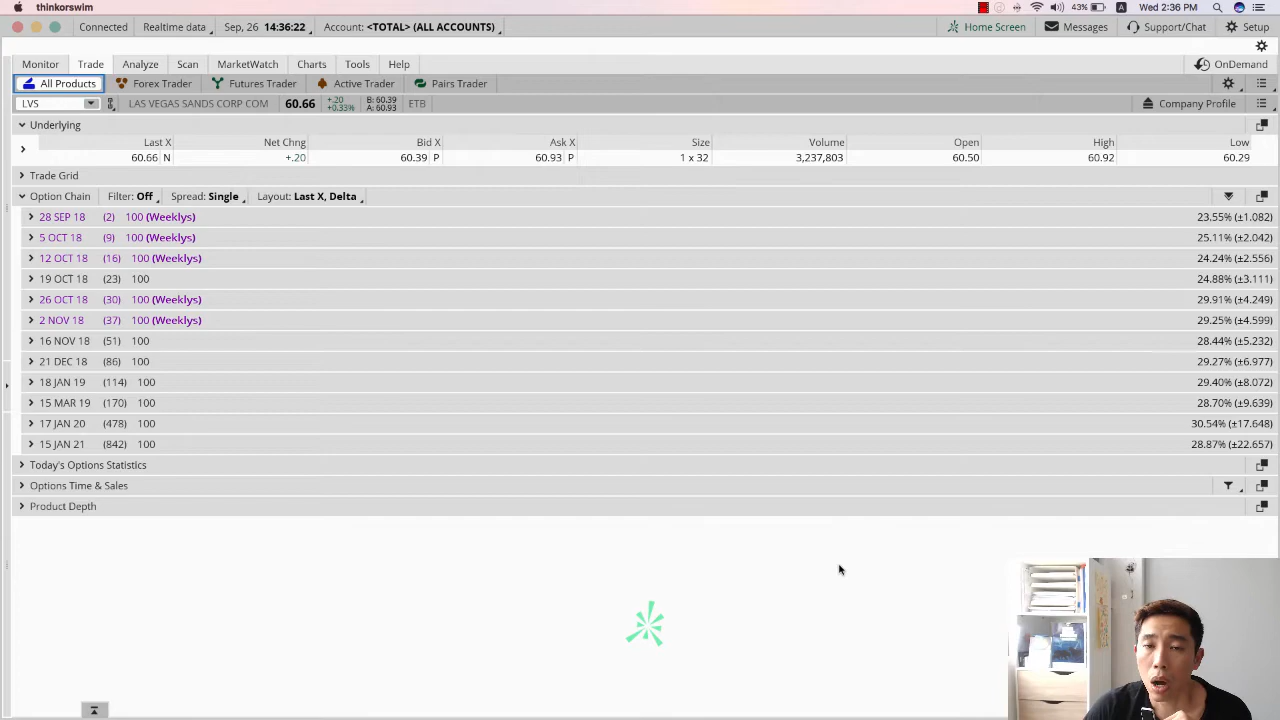 thinkorswim 43% Wed 2:36 PM
Connected Realtime data Sep, 26 14:36:22 Account: <TOTAL> (ALL ACCOUNTS) Home Screen Messages Support/Chat Setup
Monitor Trade Analyze Scan MarketWatch Charts Tools Help OnDemand
All Products Forex Trader Futures Trader Active Trader Pairs Trader
LVS LAS VEGAS SANDS CORP COM 60.66 +.20 +0.33% B: 60.39 A: 60.93 ETB Company Profile
Underlying
Last X Net Chng Bid X Ask X Size Volume Open High Low
60.66 N +.20 60.39 P 60.93 P 1 x 32 3,237,803 60.50 60.92 60.29
Trade Grid
Option Chain Filter: Off Spread: Single Layout: Last X, Delta
28 SEP 18 (2) 100 (Weeklys) 23.55% (±1.082)
5 OCT 18 (9) 100 (Weeklys) 25.11% (±2.042)
12 OCT 18 (16) 100 (Weeklys) 24.24% (±2.556)
19 OCT 18 (23) 100 24.88% (±3.111)
26 OCT 18 (30) 100 (Weeklys) 29.91% (±4.249)
2 NOV 18 (37) 100 (Weeklys) 29.25% (±4.599)
16 NOV 18 (51) 100 28.44% (±5.232)
21 DEC 18 (86) 100 29.27% (±6.977)
18 JAN 19 (114) 100 29.40% (±8.072)
15 MAR 19 (170) 100 28.70% (±9.639)
17 JAN 20 (478) 100 30.54% (±17.648)
15 JAN 21 (842) 100 28.87% (±22.657)
Today's Options Statistics
Options Time & Sales
Product Depth